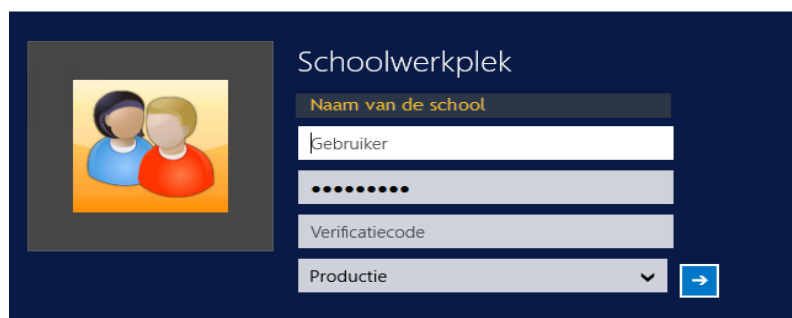 Schoolwerkplek
Naam van de school
Gebruiker
•••••••••
Verificatiecode
Productie